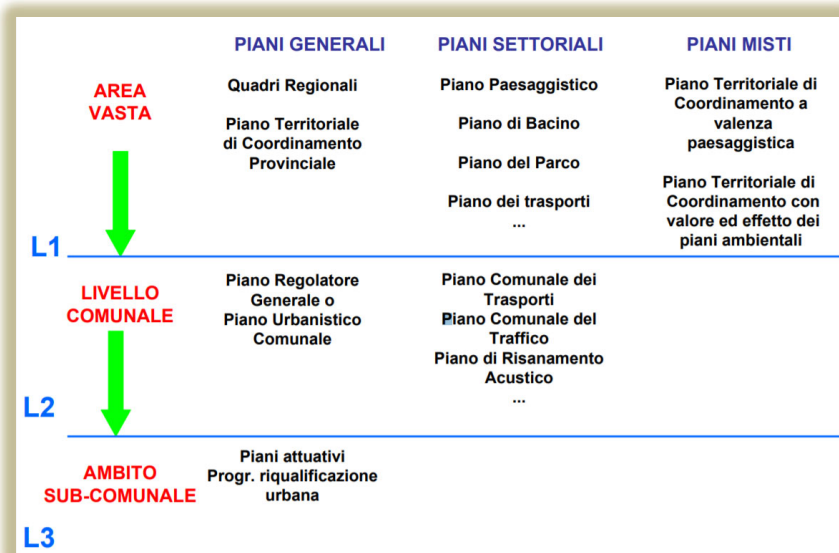 PIANI GENERALI
PIANI SETTORIALI
PIANI MISTI
AREA
VASTA
Quadri Regionali
Piano Territoriale
di Coordinamento
Provinciale
Piano Paesaggistico
Piano di Bacino
Piano del Parco
Piano dei trasporti
...
Piano Territoriale di
Coordinamento a
valenza
paesaggistica
Piano Territoriale di
Coordinamento con
valore ed effetto dei
piani ambientali
L1
LIVELLO
COMUNALE
Piano Regolatore
Generale o
Piano Urbanistico
Comunale
Piano Comunale dei
Trasporti
Piano Comunale del
Traffico
Piano di Risanamento
Acustico
...
L2
AMBITO
SUB-COMUNALE
Piani attuativi
Progr. riqualificazione
urbana
L3